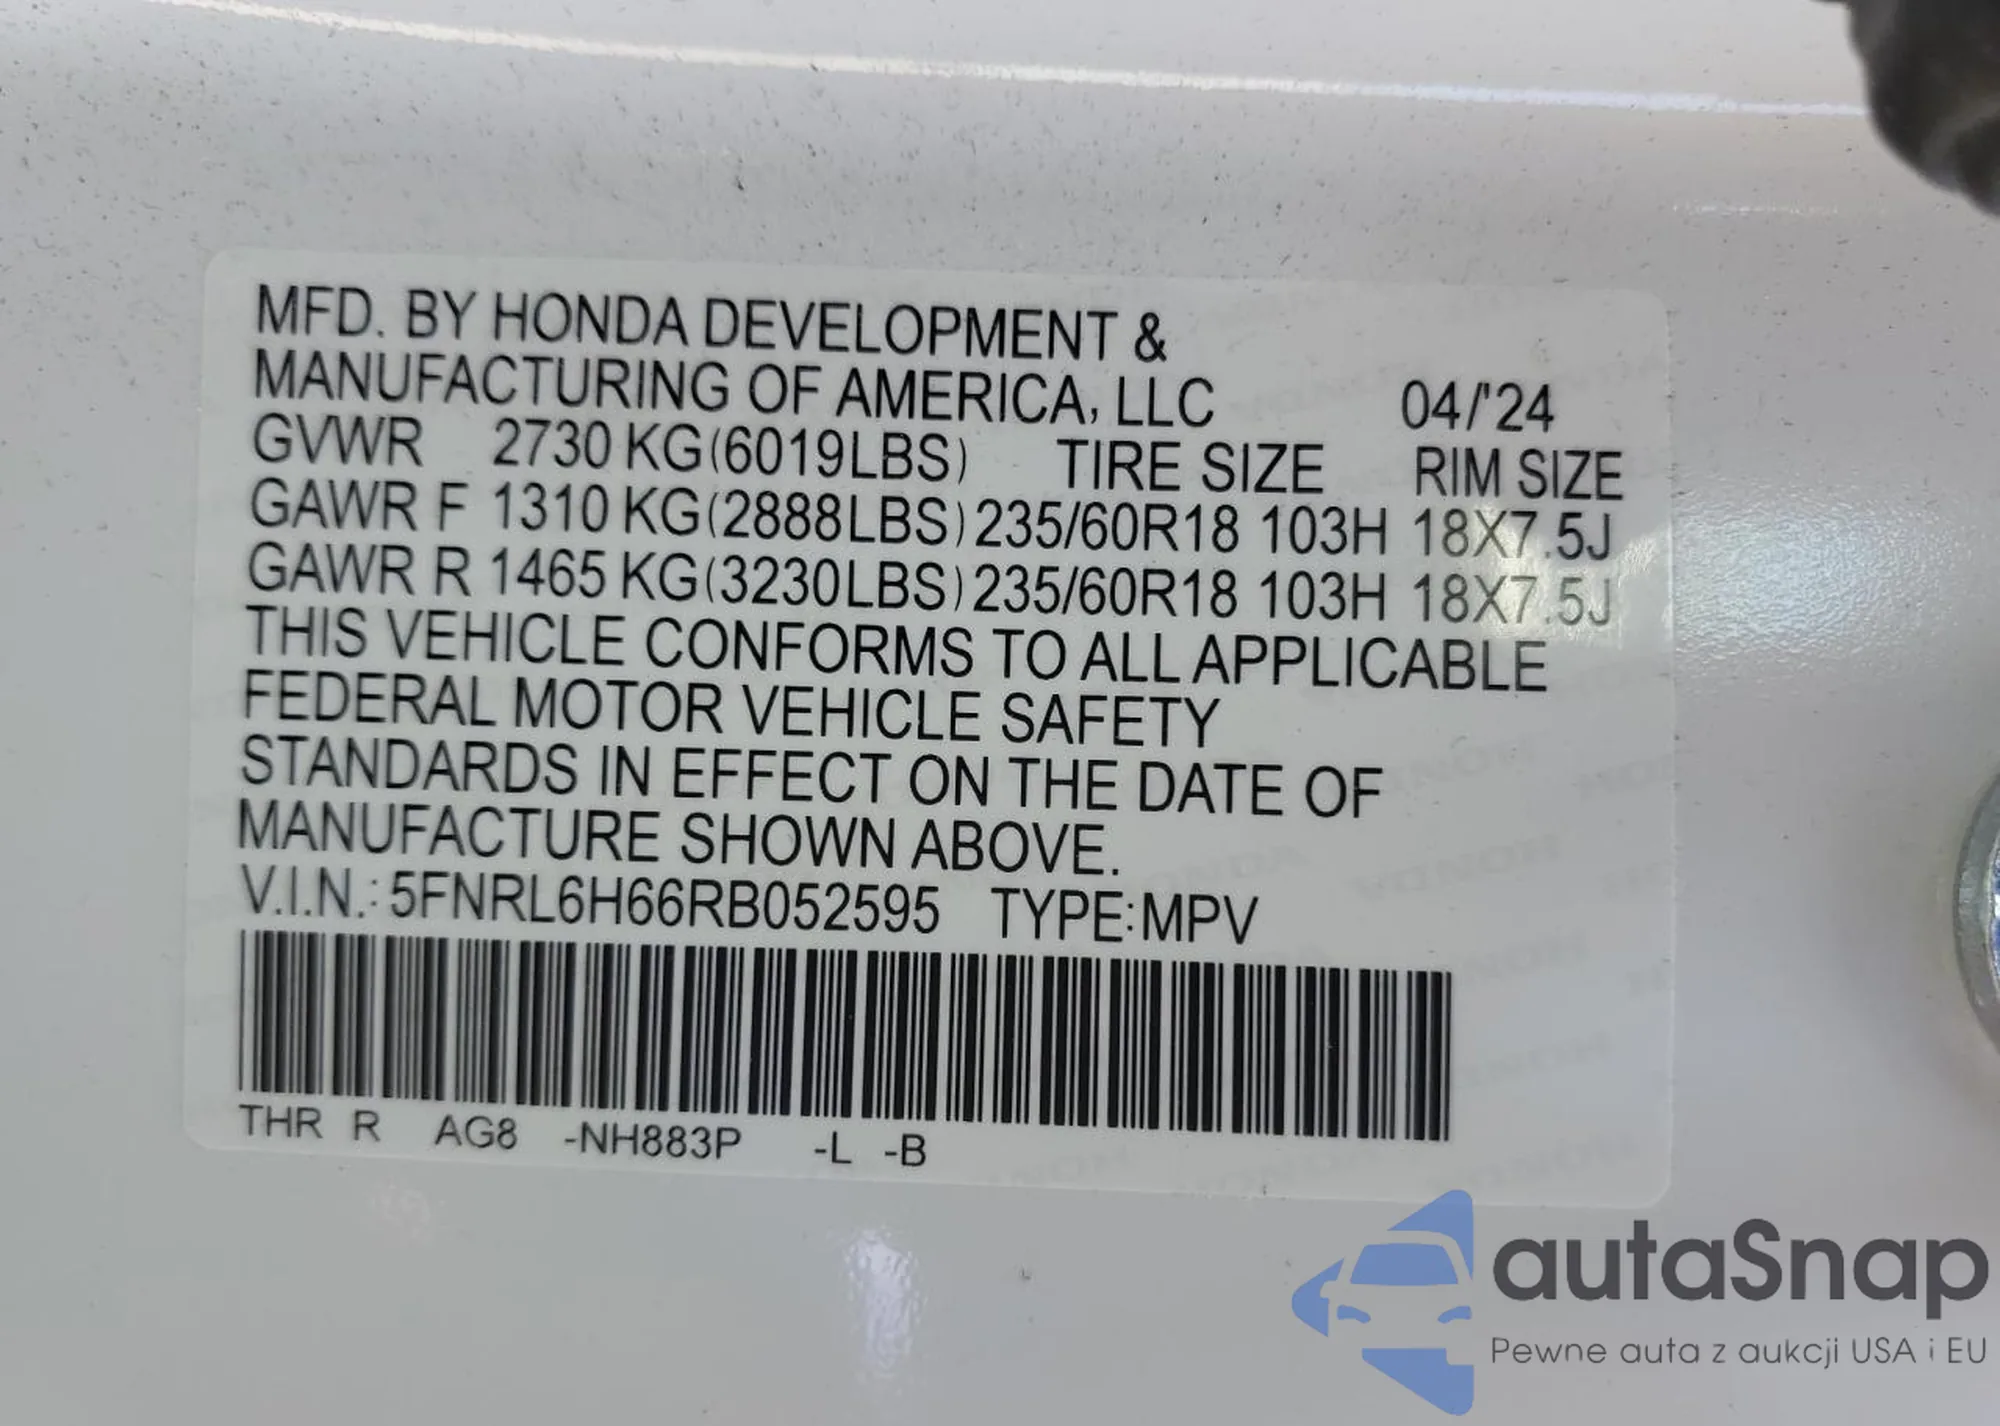 MFD. BY HONDA DEVELOPMENT &
MANUFACTURING OF AMERICA, LLC 04/'24
GVWR 2730 KG(6019LBS) TIRE SIZE RIM SIZE
GAWR F 1310 KG(2888LBS) 235/60R18 103H 18X7.5J
GAWR R 1465 KG(3230LBS) 235/60R18 103H 18X7.5J
THIS VEHICLE CONFORMS TO ALL APPLICABLE
FEDERAL MOTOR VEHICLE SAFETY
STANDARDS IN EFFECT ON THE DATE OF
MANUFACTURE SHOWN ABOVE.
V.I.N.: 5FNRL6H66RB052595 TYPE:MPV
THR R AG8 -NH883P -L -B
autaSnap
Pewne auta z aukcji USA i EU